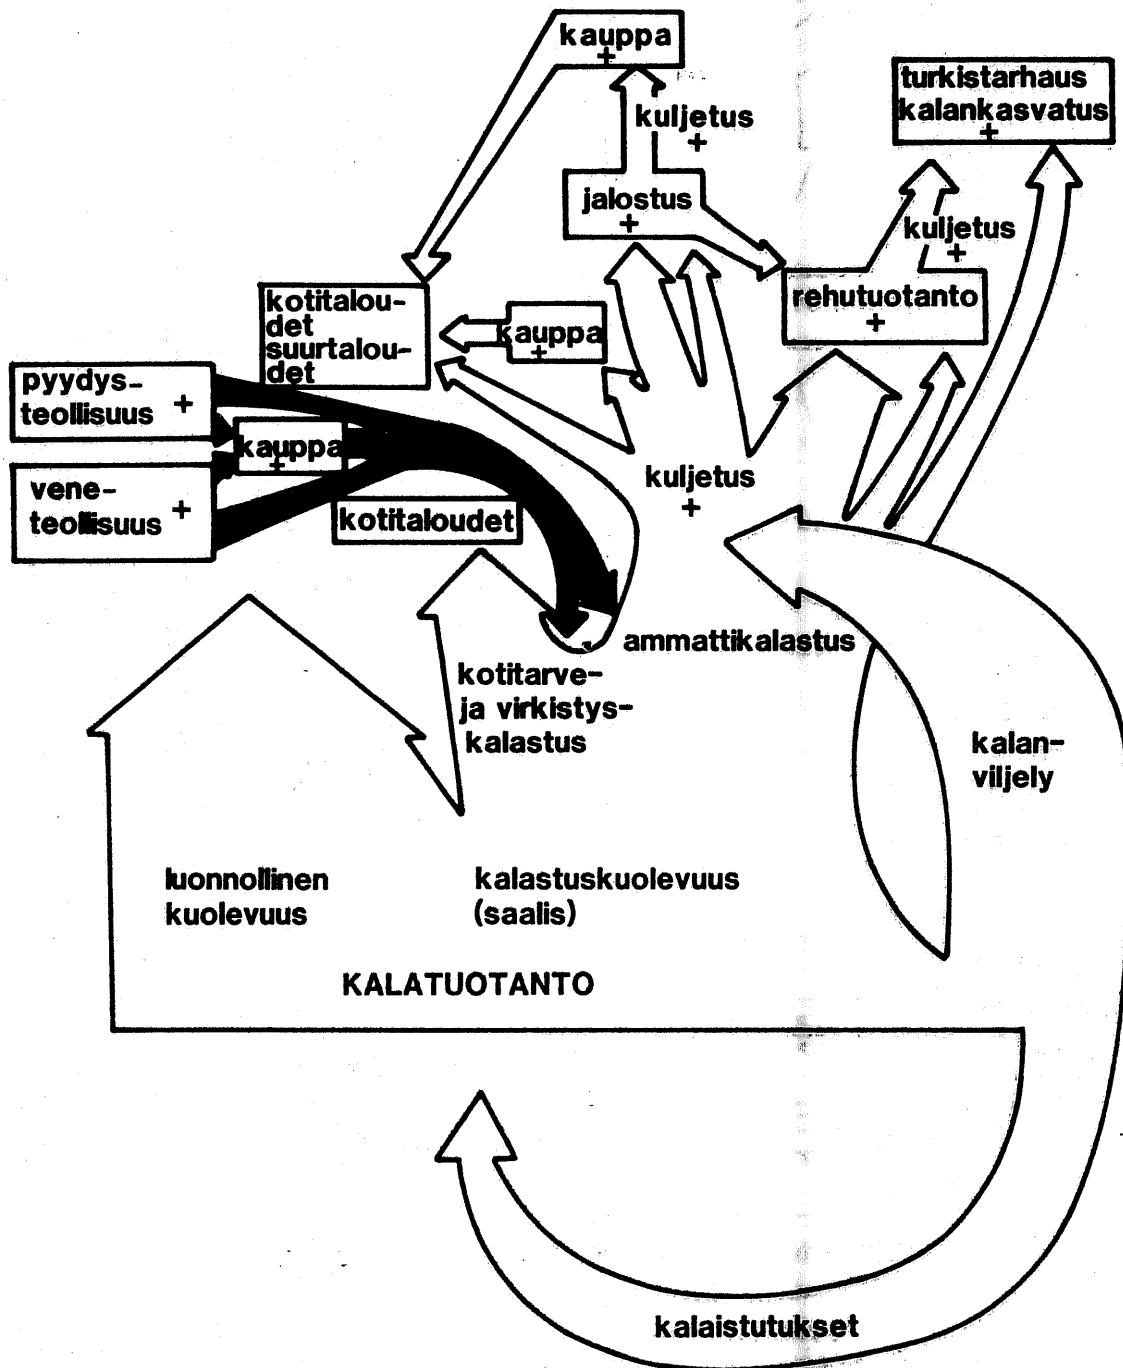 kauppa
+
turkistarhaus
kalankasvatus
+
kuljetus
+
jalostus
+
kuljetus
+
kotitalou-
det
suurtalou-
det
kauppa
+
rehutuotanto
+
pyydys-
teollisuus +
kauppa
+
vene-
teollisuus +
kuljetus
+
kotitaloudet
ammattikalastus
kotitarve-
ja virkistys-
kalastus
kalan-
viljely
luonnollinen
kuolevuus
kalastuskuolevuus
(saalis)
KALATUOTANTO
kalaistutukset